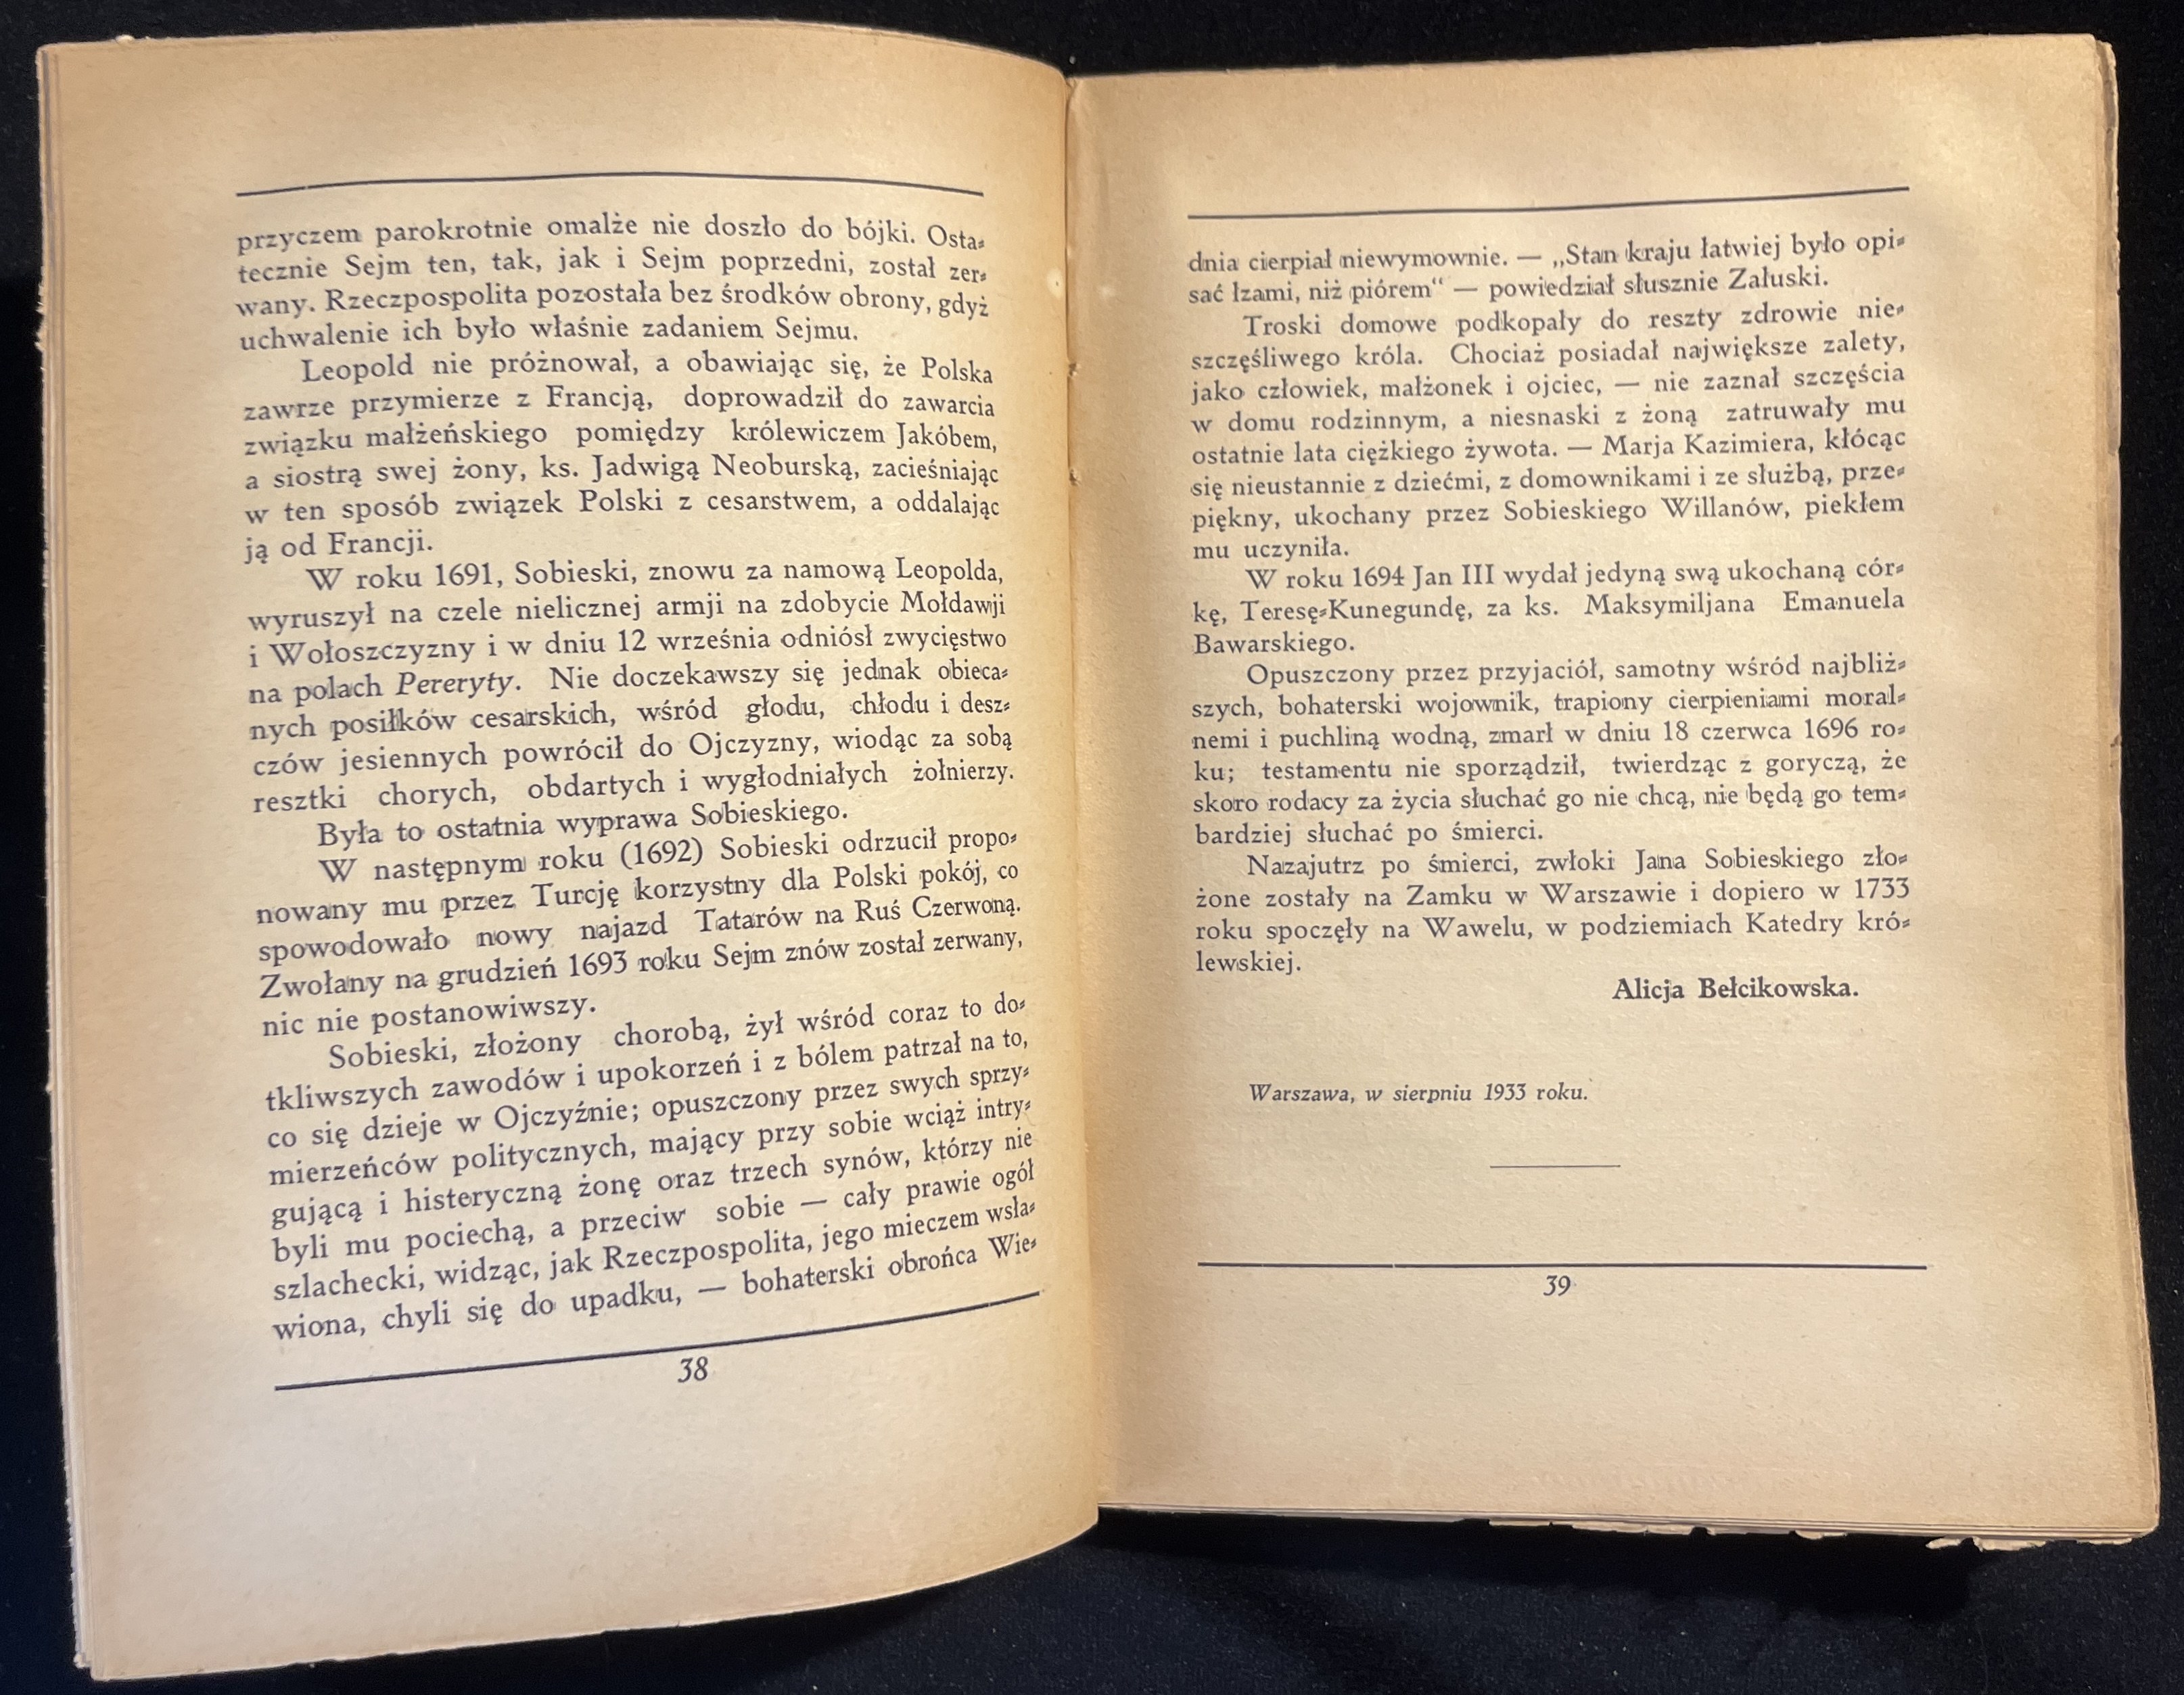 przyczem parokrotnie omalże nie doszło do bójki. Osta-
tecznie Sejm ten, tak, jak i Sejm poprzedni, został zer-
wany. Rzeczpospolita pozostała bez środków obrony, gdyż
uchwalenie ich było właśnie zadaniem Sejmu.
Leopold nie próżnował, a obawiając się, że Polska
zawrze przymierze z Francją, doprowadził do zawarcia
związku małżeńskiego pomiędzy królewiczem Jakóbem,
a siostrą swej żony, ks. Jadwigą Neoburską, zacieśniając
w ten sposób związek Polski z cesarstwem, a oddalając
ją od Francji.
W roku 1691, Sobieski, znowu za namową Leopolda,
wyruszył na czele nielicznej armji na zdobycie Mołdawji
i Wołoszczyzny i w dniu 12 września odniósł zwycięstwo
na polach Pereryty. Nie doczekawszy się jednak obieca-
nych posiłków cesarskich, wśród głodu, chłodu i desz-
czów jesiennych powrócił do Ojczyzny, wiodąc za sobą
resztki chorych, obdartych i wygłodniałych żołnierzy.
Była to ostatnia wyprawa Sobieskiego.
W następnym roku (1692) Sobieski odrzucił propo-
nowany mu przez Turcję korzystny dla Polski pokój, co
spowodowało nowy najazd Tatarów na Ruś Czerwoną.
Zwołany na grudzień 1693 roku Sejm znów został zerwany,
nic nie postanowiwszy.
Sobieski, złożony chorobą, żył wśród coraz to do-
tkliwszych zawodów i upokorzeń i z bólem patrzał na to,
co się dzieje w Ojczyźnie; opuszczony przez swych sprzy-
mierzeńców politycznych, mający przy sobie wciąż intry-
gującą i histeryczną żonę oraz trzech synów, którzy nie
byli mu pociechą, a przeciw sobie — cały prawie ogół
szlachecki, widząc, jak Rzeczpospolita, jego mieczem wsła-
wiona, chyli się do upadku, — bohaterski obrońca Wie-
38
dnia cierpiał niewymownie. — „Stan kraju łatwiej było opi-
sać łzami, niż piórem“ — powiedział słusznie Załuski.
Troski domowe podkopały do reszty zdrowie nie-
szczęśliwego króla. Chociaż posiadał największe zalety,
jako człowiek, małżonek i ojciec, — nie zaznał szczęścia
w domu rodzinnym, a niesnaski z żoną zatruwały mu
ostatnie lata ciężkiego żywota. — Marja Kazimiera, kłócąc
się nieustannie z dziećmi, z domownikami i ze służbą, prze-
piękny, ukochany przez Sobieskiego Willanów, piekłem
mu uczyniła.
W roku 1694 Jan III wydał jedyną swą ukochaną cór-
kę, Teresę-Kunegundę, za ks. Maksymiljana Emanuela
Bawarskiego.
Opuszczony przez przyjaciół, samotny wśród najbliż-
szych, bohaterski wojownik, trapiony cierpieniami moral-
nemi i puchliną wodną, zmarł w dniu 18 czerwca 1696 ro-
ku; testamentu nie sporządził, twierdząc z goryczą, że
skoro rodacy za życia słuchać go nie chcą, nie będą go tem-
bardziej słuchać po śmierci.
Nazajutrz po śmierci, zwłoki Jana Sobieskiego zło-
żone zostały na Zamku w Warszawie i dopiero w 1733
roku spoczęły na Wawelu, w podziemiach Katedry kró-
lewskiej.
Alicja Bełcikowska.
Warszawa, w sierpniu 1933 roku.
39